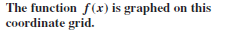 The function f(x) is graphed on this
coordinate grid.